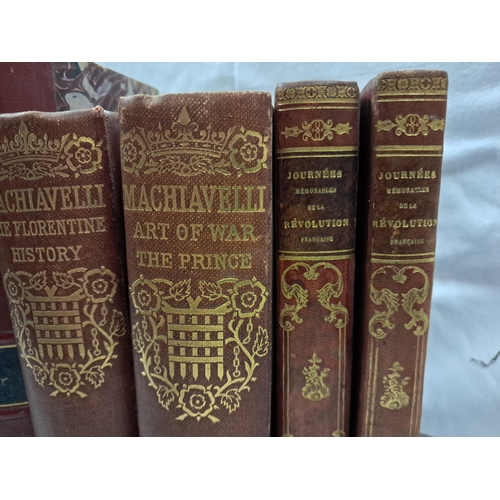 MACHIAVELLI
THE FLORENTINE
HISTORY
MACHIAVELLI
ART OF WAR
THE PRINCE
JOURNÉES
MÉMORABLES
DE LA
RÉVOLUTION
FRANÇAISE
JOURNÉES
MÉMORABLES
DE LA
RÉVOLUTION
FRANÇAISE